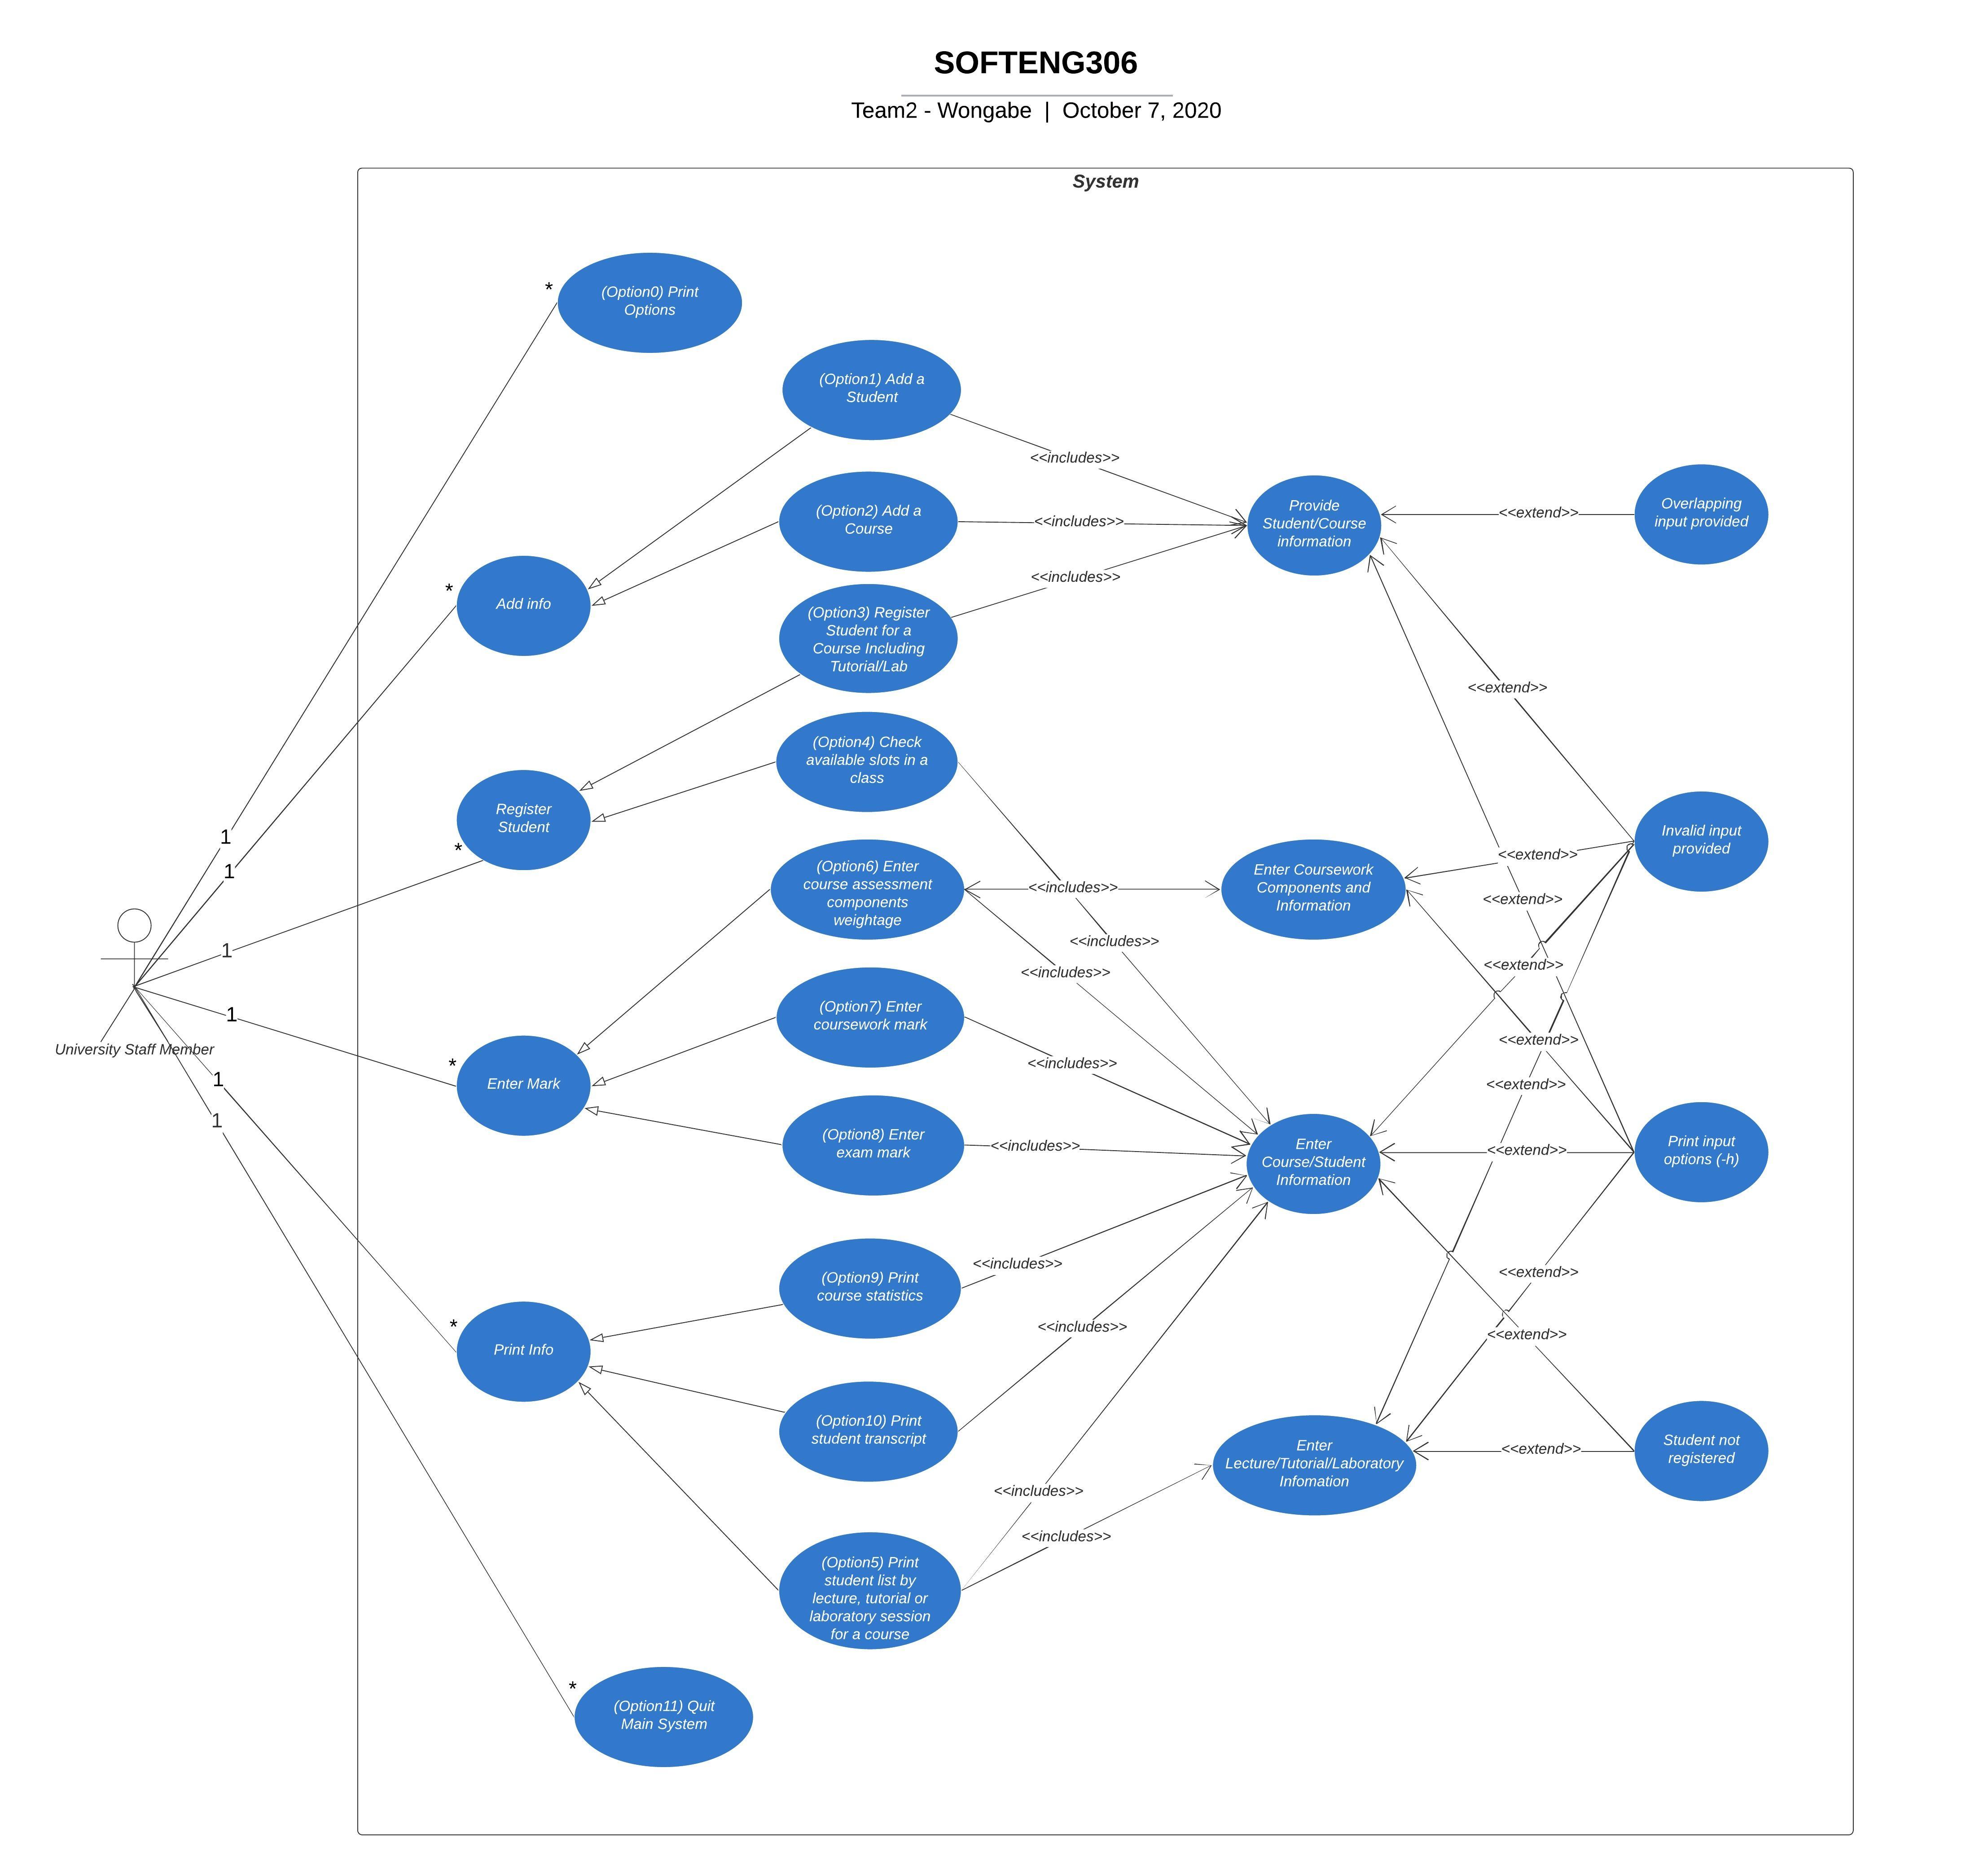 SOFTENG306
Team2 - Wongabe | October 7, 2020
System
*
(Option0) Print
Options
(Option1) Add a
Student
<<includes>>
(Option2) Add a
Course
<<includes>>
Provide
Student/Course
information
<<extend>>
Overlapping
input provided
*
Add info
<<includes>>
(Option3) Register
Student for a
Course Including
Tutorial/Lab
<<extend>>
(Option4) Check
available slots in a
class
Register
Student
*
1
1
1
University Staff Member
1
1
1
(Option6) Enter
course assessment
components
weightage
<<includes>>
Enter Coursework
Components and
Information
<<extend>>
Invalid input
provided
<<extend>>
<<includes>>
<<includes>>
<<extend>>
(Option7) Enter
coursework mark
<<includes>>
<<extend>>
<<extend>>
*
Enter Mark
(Option8) Enter
exam mark
<<includes>>
Enter
Course/Student
Information
<<extend>>
Print input
options (-h)
(Option9) Print
course statistics
<<includes>>
<<extend>>
*
Print Info
<<includes>>
<<extend>>
(Option10) Print
student transcript
Enter
Lecture/Tutorial/Laboratory
Infomation
<<extend>>
Student not
registered
<<includes>>
<<includes>>
(Option5) Print
student list by
lecture, tutorial or
laboratory session
for a course
*
(Option11) Quit
Main System